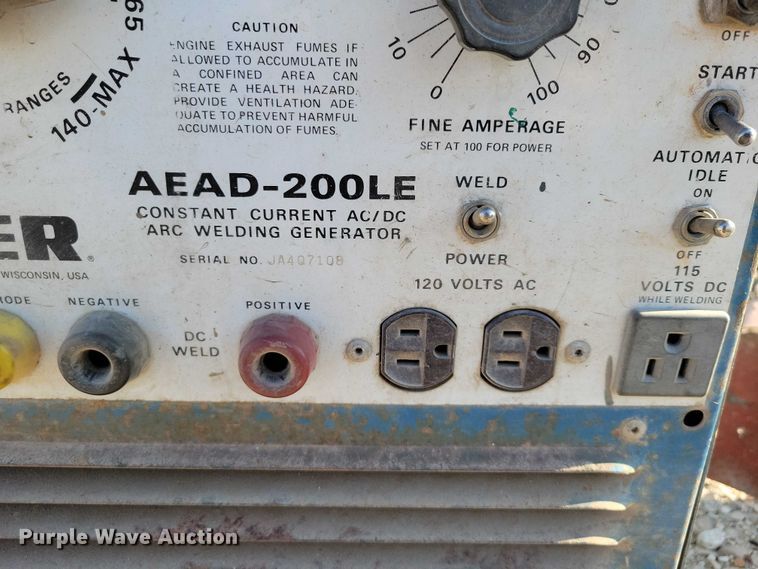 65
RANGES
140-MAX
CAUTION
ENGINE EXHAUST FUMES IF
ALLOWED TO ACCUMULATE IN
A CONFINED AREA CAN
CREATE A HEALTH HAZARD.
PROVIDE VENTILATION ADE-
QUATE TO PREVENT HARMFUL
ACCUMULATION OF FUMES.
10
0
100
90
80
FINE AMPERAGE
SET AT 100 FOR POWER
OFF
START
AUTOMATIC
IDLE
ON
OFF
AEAD-200LE
CONSTANT CURRENT AC/DC
ARC WELDING GENERATOR
SERIAL NO. JA407108
WELD
POWER
120 VOLTS AC
115
VOLTS DC
WHILE WELDING
ER®
WISCONSIN, USA
ODE
NEGATIVE
DC
WELD
POSITIVE
Purple Wave Auction